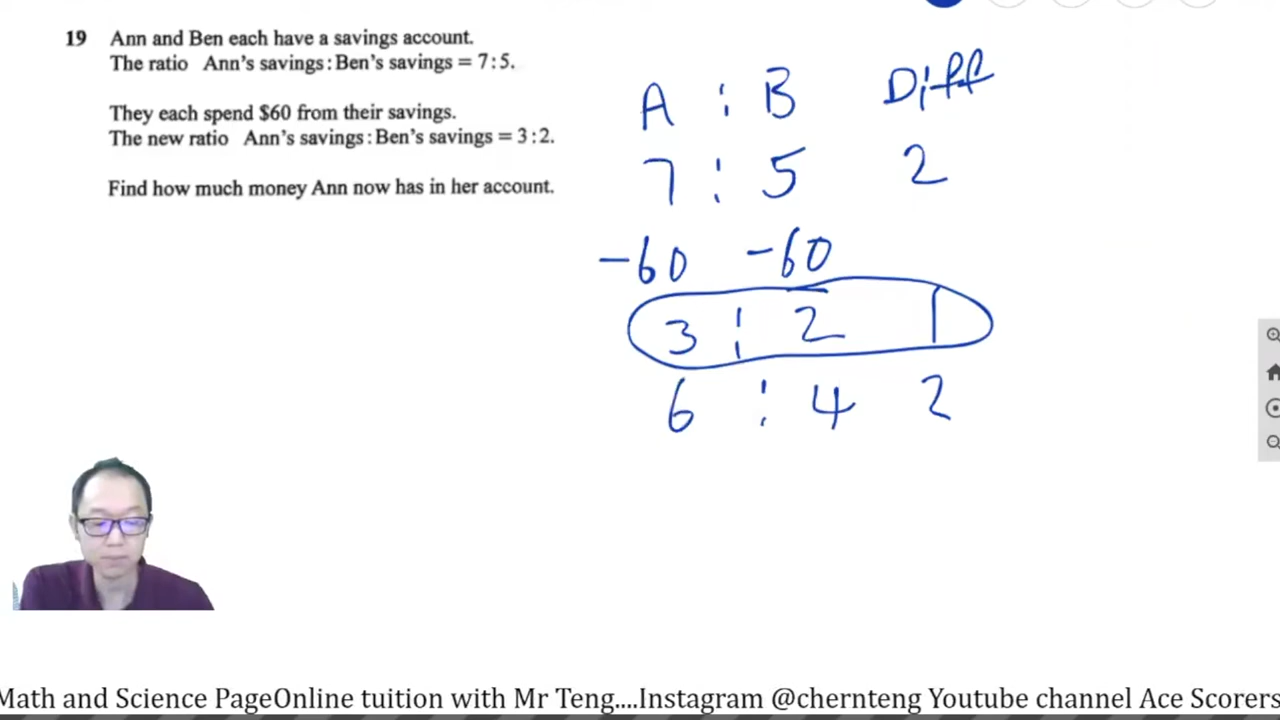 19 Ann and Ben each have a savings account.
The ratio Ann's savings : Ben's savings = 7 : 5.
They each spend $60 from their savings.
The new ratio Ann's savings : Ben's savings = 3 : 2.
Find how much money Ann now has in her account.
A : B Diff
7 : 5 2
-60 -60
3 : 2 1
6 : 4 2
Math and Science PageOnline tuition with Mr Teng....Instagram @chernteng Youtube channel Ace Scorers